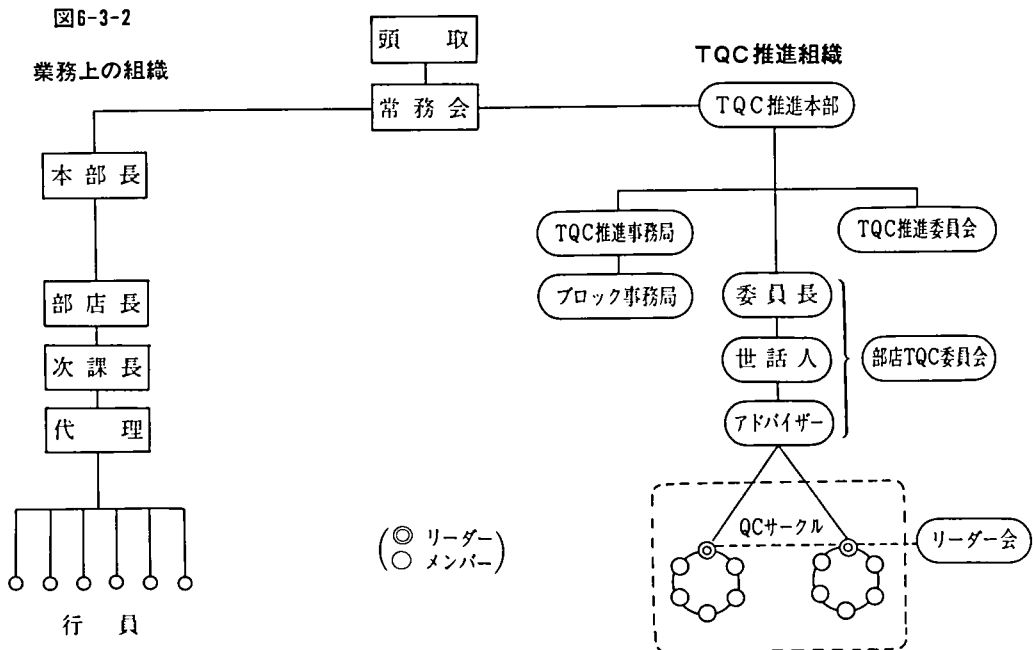 図6-3-2
業務上の組織
頭取
常務会
本部長
部店長
次課長
代理
行員
TQC推進組織
TQC推進本部
TQC推進事務局
TQC推進委員会
ブロック事務局
委員長
世話人
アドバイザー
部店TQC委員会
QCサークル
リーダー会
(◎ リーダー
○ メンバー)